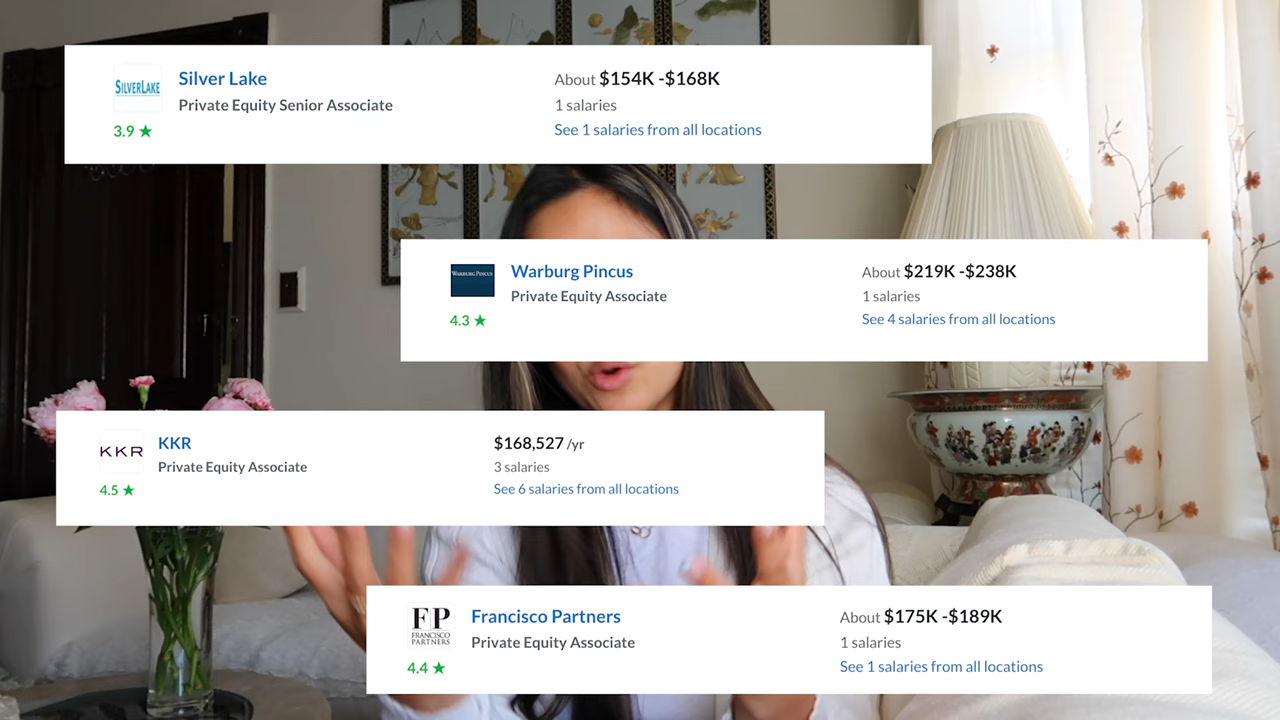 SILVERLAKE
Silver Lake
Private Equity Senior Associate
3.9 ★
About $154K -$168K
1 salaries
See 1 salaries from all locations
WARBURG PINCUS
Warburg Pincus
Private Equity Associate
4.3 ★
About $219K -$238K
1 salaries
See 4 salaries from all locations
KKR
KKR
Private Equity Associate
4.5 ★
$168,527 /yr
3 salaries
See 6 salaries from all locations
FP
FRANCISCO
PARTNERS
Francisco Partners
Private Equity Associate
4.4 ★
About $175K -$189K
1 salaries
See 1 salaries from all locations